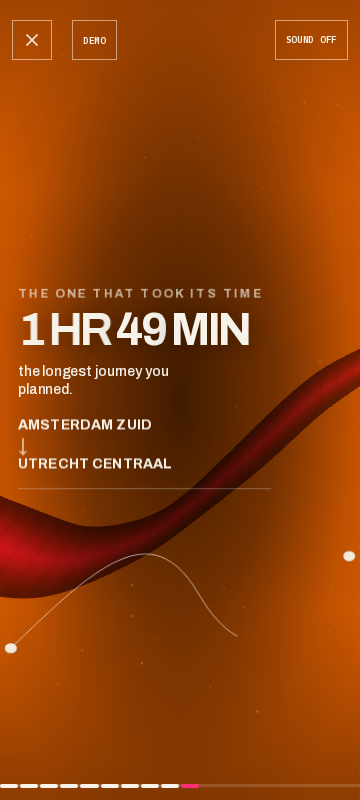 DEMO
SOUND OFF
THE ONE THAT TOOK ITS TIME
1 HR 49 MIN
the longest journey you
planned.
AMSTERDAM ZUID
UTRECHT CENTRAAL